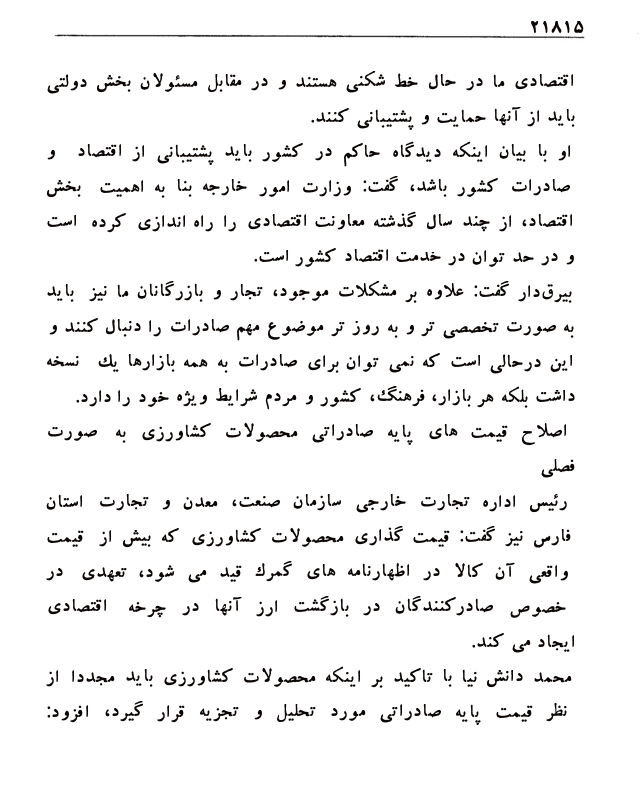 ۲۱۸۱۵
اقتصادی ما در حال خط شکنی هستند و در مقابل مسئولان بخش دولتی
باید از آنها حمایت و پشتیبانی کنند.
او با بیان اینکه دیدگاه حاکم در کشور باید پشتیبانی از اقتصاد و
صادرات کشور باشد، گفت: وزارت امور خارجه بنا به اهمیت بخش
اقتصاد، از چند سال گذشته معاونت اقتصادی را راه اندازی کرده است
و در حد توان در خدمت اقتصاد کشور است.
بیرق‌دار گفت: علاوه بر مشکلات موجود، تجار و بازرگانان ما نیز باید
به صورت تخصصی تر و به روز تر موضوع مهم صادرات را دنبال کنند و
این درحالی است که نمی توان برای صادرات به همه بازارها یك نسخه
داشت بلکه هر بازار، فرهنگ، کشور و مردم شرایط ویژه خود را دارد.
اصلاح قیمت های پایه صادراتی محصولات کشاورزی به صورت
فصلی
رئیس اداره تجارت خارجی سازمان صنعت، معدن و تجارت استان
فارس نیز گفت: قیمت گذاری محصولات کشاورزی که بیش از قیمت
واقعی آن کالا در اظهارنامه های گمرك قید می شود، تعهدی در
خصوص صادرکنندگان در بازگشت ارز آنها در چرخه اقتصادی
ایجاد می کند.
محمد دانش نیا با تاکید بر اینکه محصولات کشاورزی باید مجددا از
نظر قیمت پایه صادراتی مورد تحلیل و تجزیه قرار گیرد، افزود: